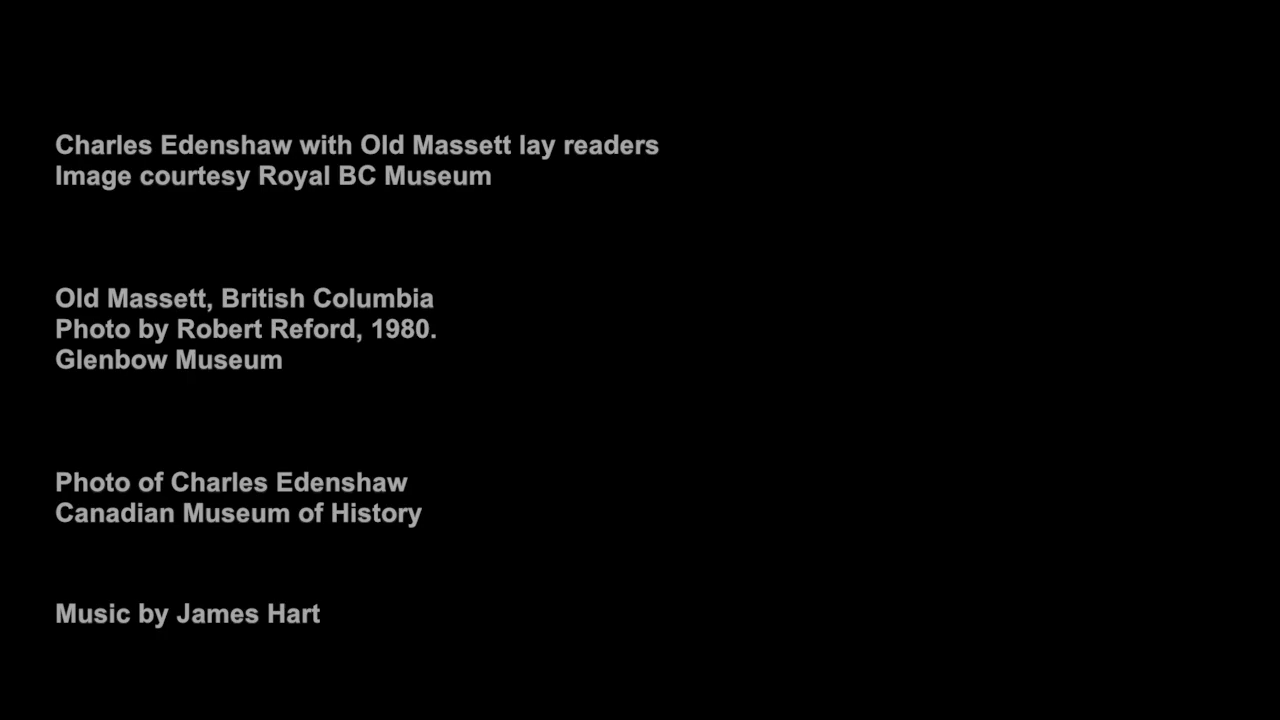 Charles Edenshaw with Old Massett lay readers
Image courtesy Royal BC Museum
Old Massett, British Columbia
Photo by Robert Reford, 1980.
Glenbow Museum
Photo of Charles Edenshaw
Canadian Museum of History
Music by James Hart